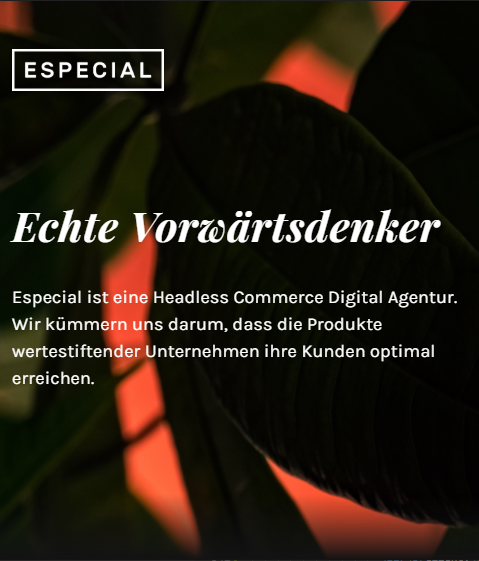 ESPECIAL
Echte Vorwärtsdenker
Especial ist eine Headless Commerce Digital Agentur.
Wir kümmern uns darum, dass die Produkte
wertestiftender Unternehmen ihre Kunden optimal
erreichen.